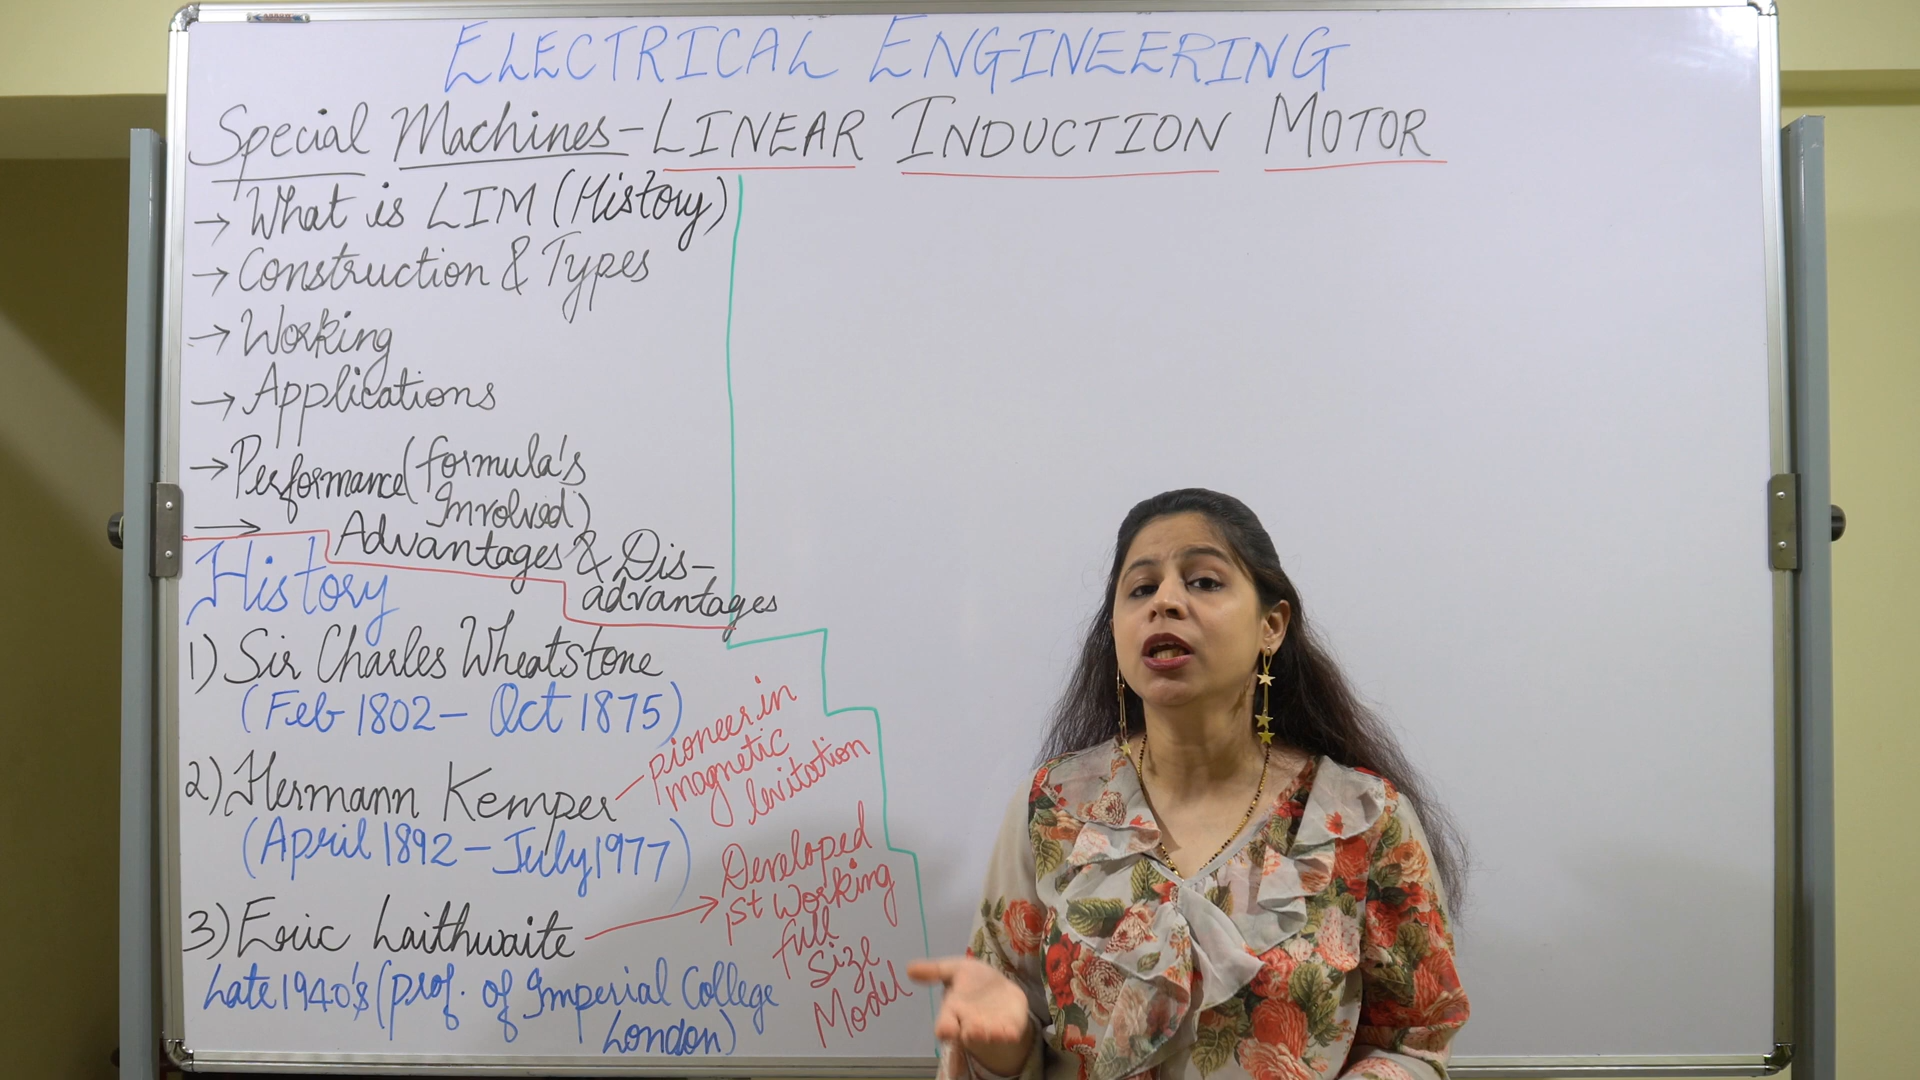 ELECTRICAL ENGINEERING
Special Machines - LINEAR INDUCTION MOTOR
→ What is LIM (History)
→ Construction & Types
→ Working
→ Applications
→ Performance (formula's
Involved)
→ Advantages & Dis-
advantages
History
1) Sir Charles Wheatstone
(Feb 1802 - Oct 1875)
2) Hermann Kemper
(April 1892 - July 1977)
pioneer in
magnetic
levitation
3) Eric Laithwaite
Late 1940's (prof. of Imperial College
London)
Developed
1st working
full
size
Model